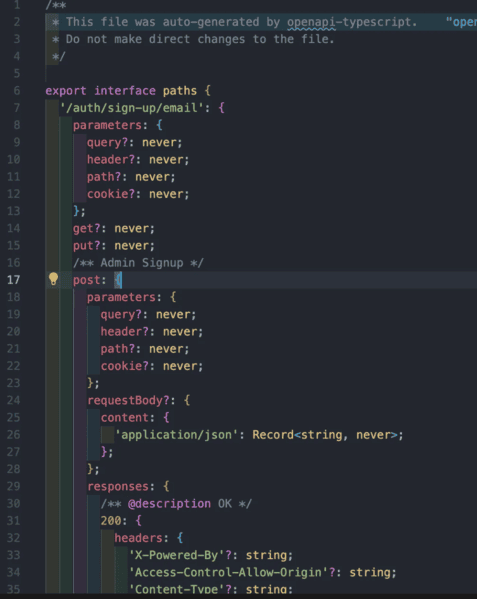 1 /**
2 * This file was auto-generated by openapi-typescript. "open
3 * Do not make direct changes to the file.
4 */
5
6 export interface paths {
7 '/auth/sign-up/email': {
8 parameters: {
9 query?: never;
10 header?: never;
11 path?: never;
12 cookie?: never;
13 };
14 get?: never;
15 put?: never;
16 /** Admin Signup */
17 post: {
18 parameters: {
19 query?: never;
20 header?: never;
21 path?: never;
22 cookie?: never;
23 };
24 requestBody?: {
25 content: {
26 'application/json': Record<string, never>;
27 };
28 };
29 responses: {
30 /** @description OK */
31 200: {
32 headers: {
33 'X-Powered-By'?: string;
34 'Access-Control-Allow-Origin'?: string;
35 'Content-Type'?: string;